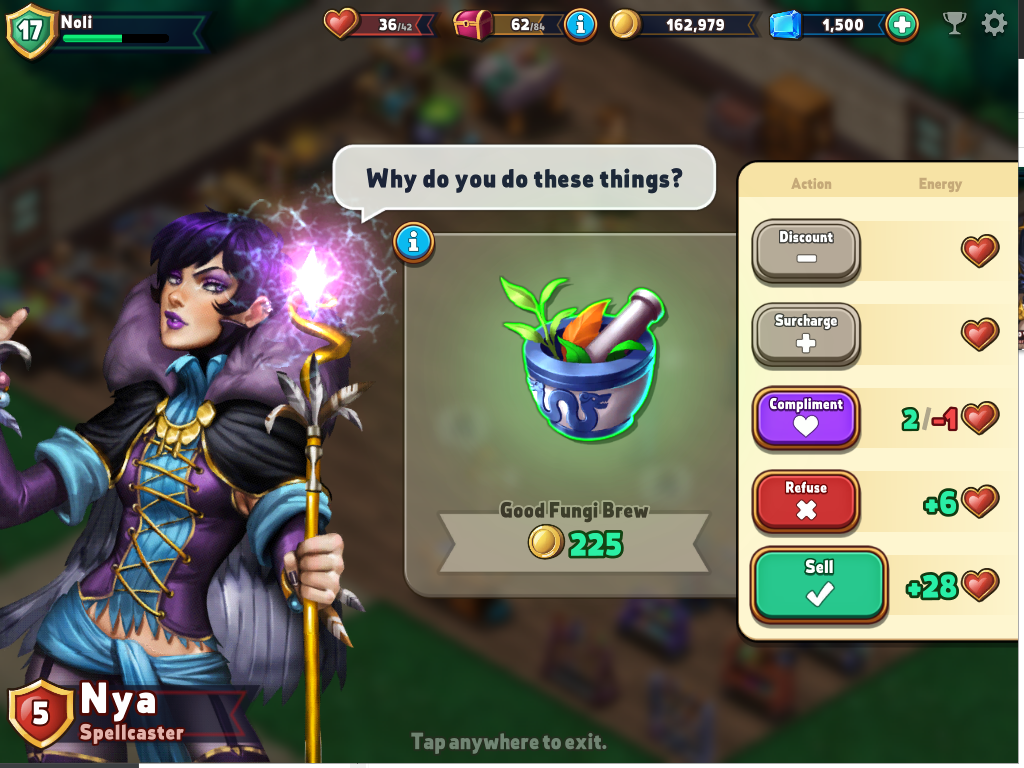 17
Noli
36/42
62/84
i
162,979
1,500
Why do you do these things?
i
Action
Energy
Discount
Surcharge
Compliment
2/-1
Refuse
+6
Sell
+28
Good Fungi Brew
225
5
Nya
Spellcaster
Tap anywhere to exit.